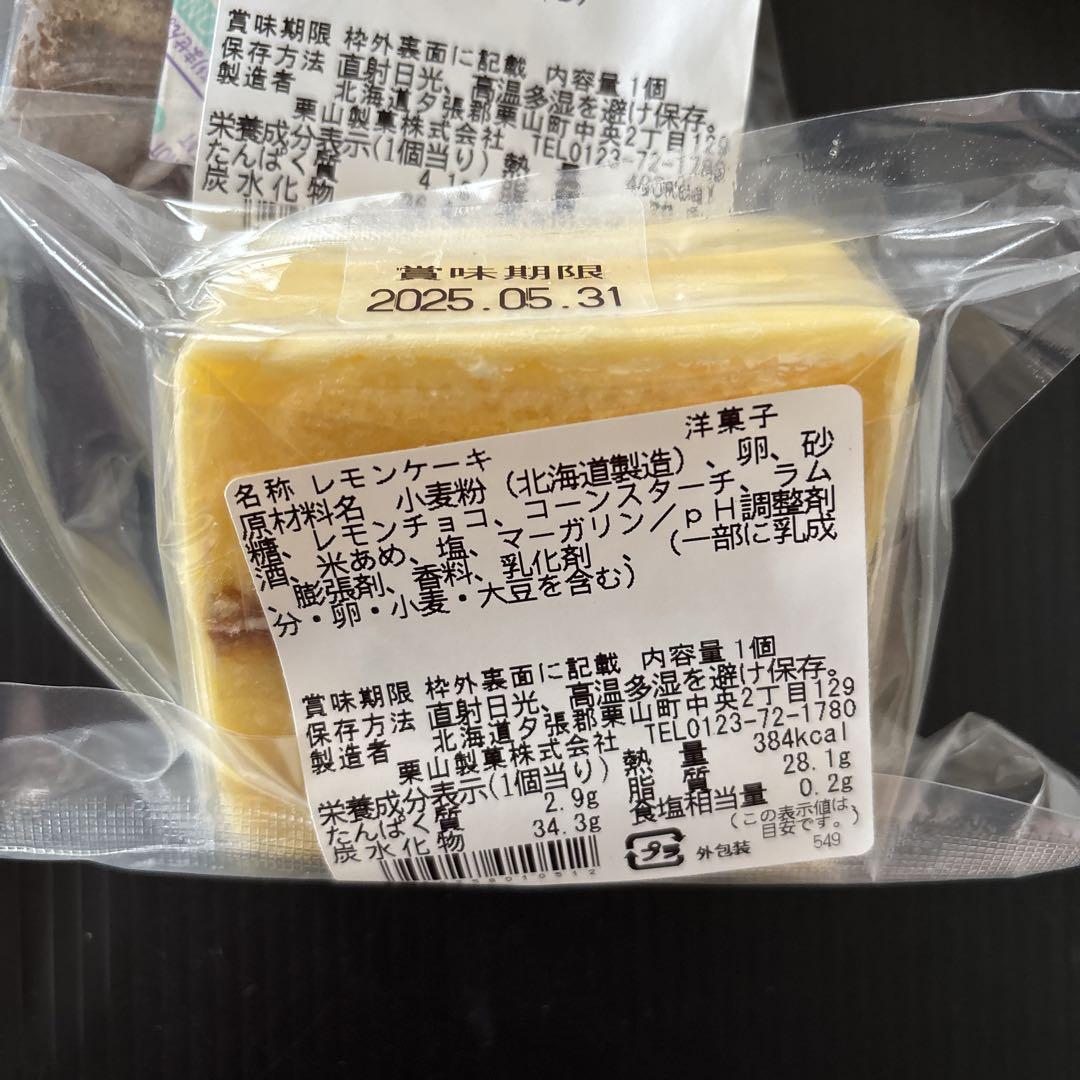 賞味期限 枠外裏面に記載 内容量 1個
保存方法 直射日光、高温多湿を避け保存。
製造者 北海道夕張郡栗山町中央2丁目129
栗山製菓株式会社 TEL0123-72-1780
栄養成分表示(1個当り) 熱量
たんぱく質
炭水化物
賞味期限
2025.05.31
洋菓子
名称 レモンケーキ
原材料名 小麦粉（北海道製造）、卵、砂
糖、レモンチョコ、コーンスターチ、ラム
酒、米あめ、塩、マーガリン／pH調整剤
、膨張剤、香料、乳化剤、（一部に乳成
分・卵・小麦・大豆を含む）
賞味期限 枠外裏面に記載 内容量 1個
保存方法 直射日光、高温多湿を避け保存。
製造者 北海道夕張郡栗山町中央2丁目129
栗山製菓株式会社 TEL0123-72-1780
栄養成分表示(1個当り) 熱量 384kcal
たんぱく質 2.9g 脂質 28.1g
炭水化物 34.3g 食塩相当量 0.2g
(この表示値は
目安です。)
プラ 外包装 549